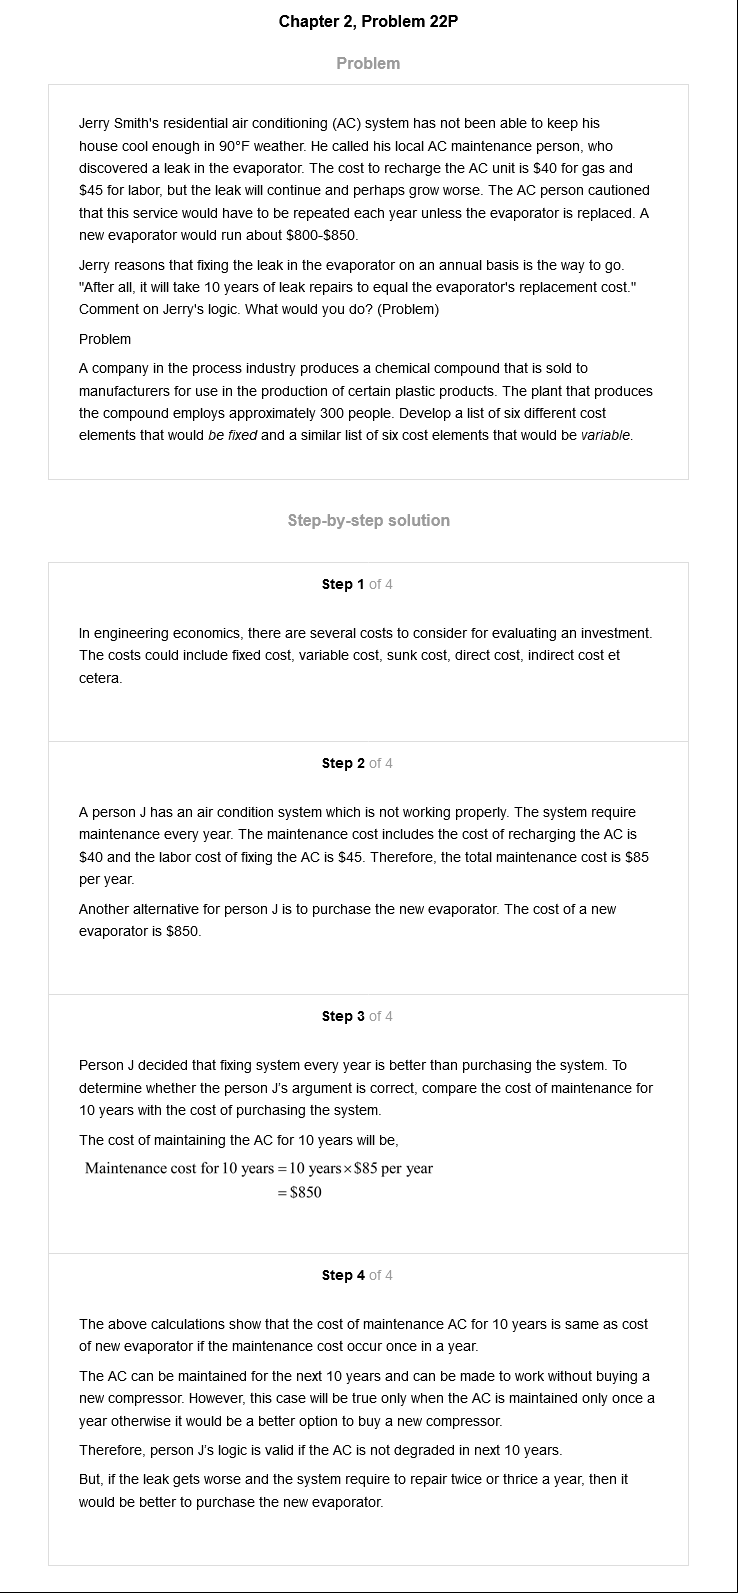 Chapter 2, Problem 22P
Problem
Jerry Smith's residential air conditioning (AC) system has not been able to keep his
house cool enough in 90°F weather. He called his local AC maintenance person, who
discovered a leak in the evaporator. The cost to recharge the AC unit is $40 for gas and
$45 for labor, but the leak will continue and perhaps grow worse. The AC person cautioned
that this service would have to be repeated each year unless the evaporator is replaced. A
new evaporator would run about $800-$850.
Jerry reasons that fixing the leak in the evaporator on an annual basis is the way to go.
"After all, it will take 10 years of leak repairs to equal the evaporator's replacement cost."
Comment on Jerry's logic. What would you do? (Problem)
Problem
A company in the process industry produces a chemical compound that is sold to
manufacturers for use in the production of certain plastic products. The plant that produces
the compound employs approximately 300 people. Develop a list of six different cost
elements that would be fixed and a similar list of six cost elements that would be variable.
Step-by-step solution
Step 1 of 4
In engineering economics, there are several costs to consider for evaluating an investment.
The costs could include fixed cost, variable cost, sunk cost, direct cost, indirect cost et
cetera.
Step 2 of 4
A person J has an air condition system which is not working properly. The system require
maintenance every year. The maintenance cost includes the cost of recharging the AC is
$40 and the labor cost of fixing the AC is $45. Therefore, the total maintenance cost is $85
per year.
Another alternative for person J is to purchase the new evaporator. The cost of a new
evaporator is $850.
Step 3 of 4
Person J decided that fixing system every year is better than purchasing the system. To
determine whether the person J's argument is correct, compare the cost of maintenance for
10 years with the cost of purchasing the system.
The cost of maintaining the AC for 10 years will be,
Maintenance cost for 10 years = 10 years × $85 per year
= $850
Step 4 of 4
The above calculations show that the cost of maintenance AC for 10 years is same as cost
of new evaporator if the maintenance cost occur once in a year.
The AC can be maintained for the next 10 years and can be made to work without buying a
new compressor. However, this case will be true only when the AC is maintained only once a
year otherwise it would be a better option to buy a new compressor.
Therefore, person J's logic is valid if the AC is not degraded in next 10 years.
But, if the leak gets worse and the system require to repair twice or thrice a year, then it
would be better to purchase the new evaporator.